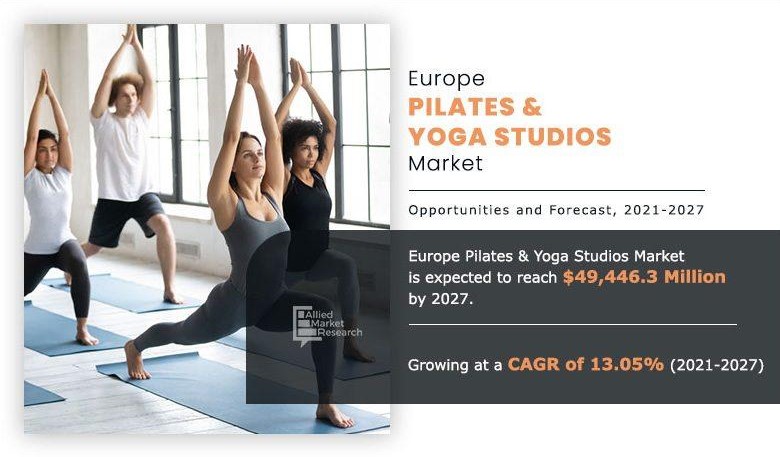 Europe
PILATES &
YOGA STUDIOS
Market
Opportunities and Forecast, 2021-2027
Europe Pilates & Yoga Studios Market
is expected to reach $49,446.3 Million
by 2027.
Allied
Market
Research
Growing at a CAGR of 13.05% (2021-2027)